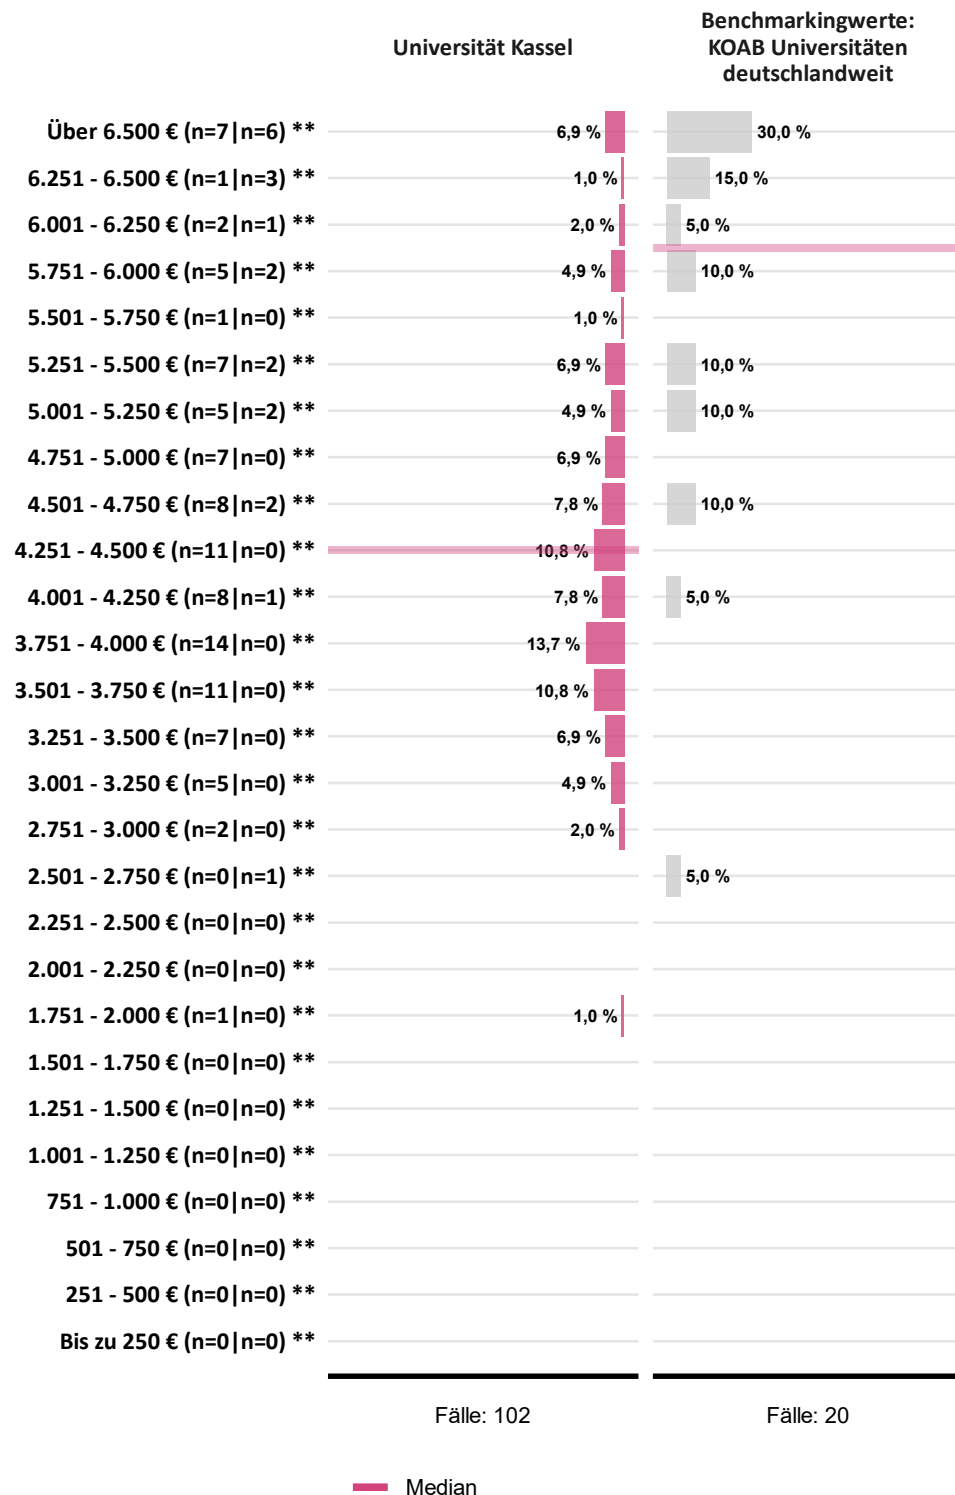 Universität Kassel
Benchmarkingwerte:
KOAB Universitäten
deutschlandweit
Über 6.500 € (n=7|n=6) ** 6,9 % 30,0 %
6.251 - 6.500 € (n=1|n=3) ** 1,0 % 15,0 %
6.001 - 6.250 € (n=2|n=1) ** 2,0 % 5,0 %
5.751 - 6.000 € (n=5|n=2) ** 4,9 % 10,0 %
5.501 - 5.750 € (n=1|n=0) ** 1,0 %
5.251 - 5.500 € (n=7|n=2) ** 6,9 % 10,0 %
5.001 - 5.250 € (n=5|n=2) ** 4,9 % 10,0 %
4.751 - 5.000 € (n=7|n=0) ** 6,9 %
4.501 - 4.750 € (n=8|n=2) ** 7,8 % 10,0 %
4.251 - 4.500 € (n=11|n=0) ** 10,8 %
4.001 - 4.250 € (n=8|n=1) ** 7,8 % 5,0 %
3.751 - 4.000 € (n=14|n=0) ** 13,7 %
3.501 - 3.750 € (n=11|n=0) ** 10,8 %
3.251 - 3.500 € (n=7|n=0) ** 6,9 %
3.001 - 3.250 € (n=5|n=0) ** 4,9 %
2.751 - 3.000 € (n=2|n=0) ** 2,0 %
2.501 - 2.750 € (n=0|n=1) ** 5,0 %
2.251 - 2.500 € (n=0|n=0) **
2.001 - 2.250 € (n=0|n=0) **
1.751 - 2.000 € (n=1|n=0) ** 1,0 %
1.501 - 1.750 € (n=0|n=0) **
1.251 - 1.500 € (n=0|n=0) **
1.001 - 1.250 € (n=0|n=0) **
751 - 1.000 € (n=0|n=0) **
501 - 750 € (n=0|n=0) **
251 - 500 € (n=0|n=0) **
Bis zu 250 € (n=0|n=0) **
Fälle: 102 Fälle: 20
Median